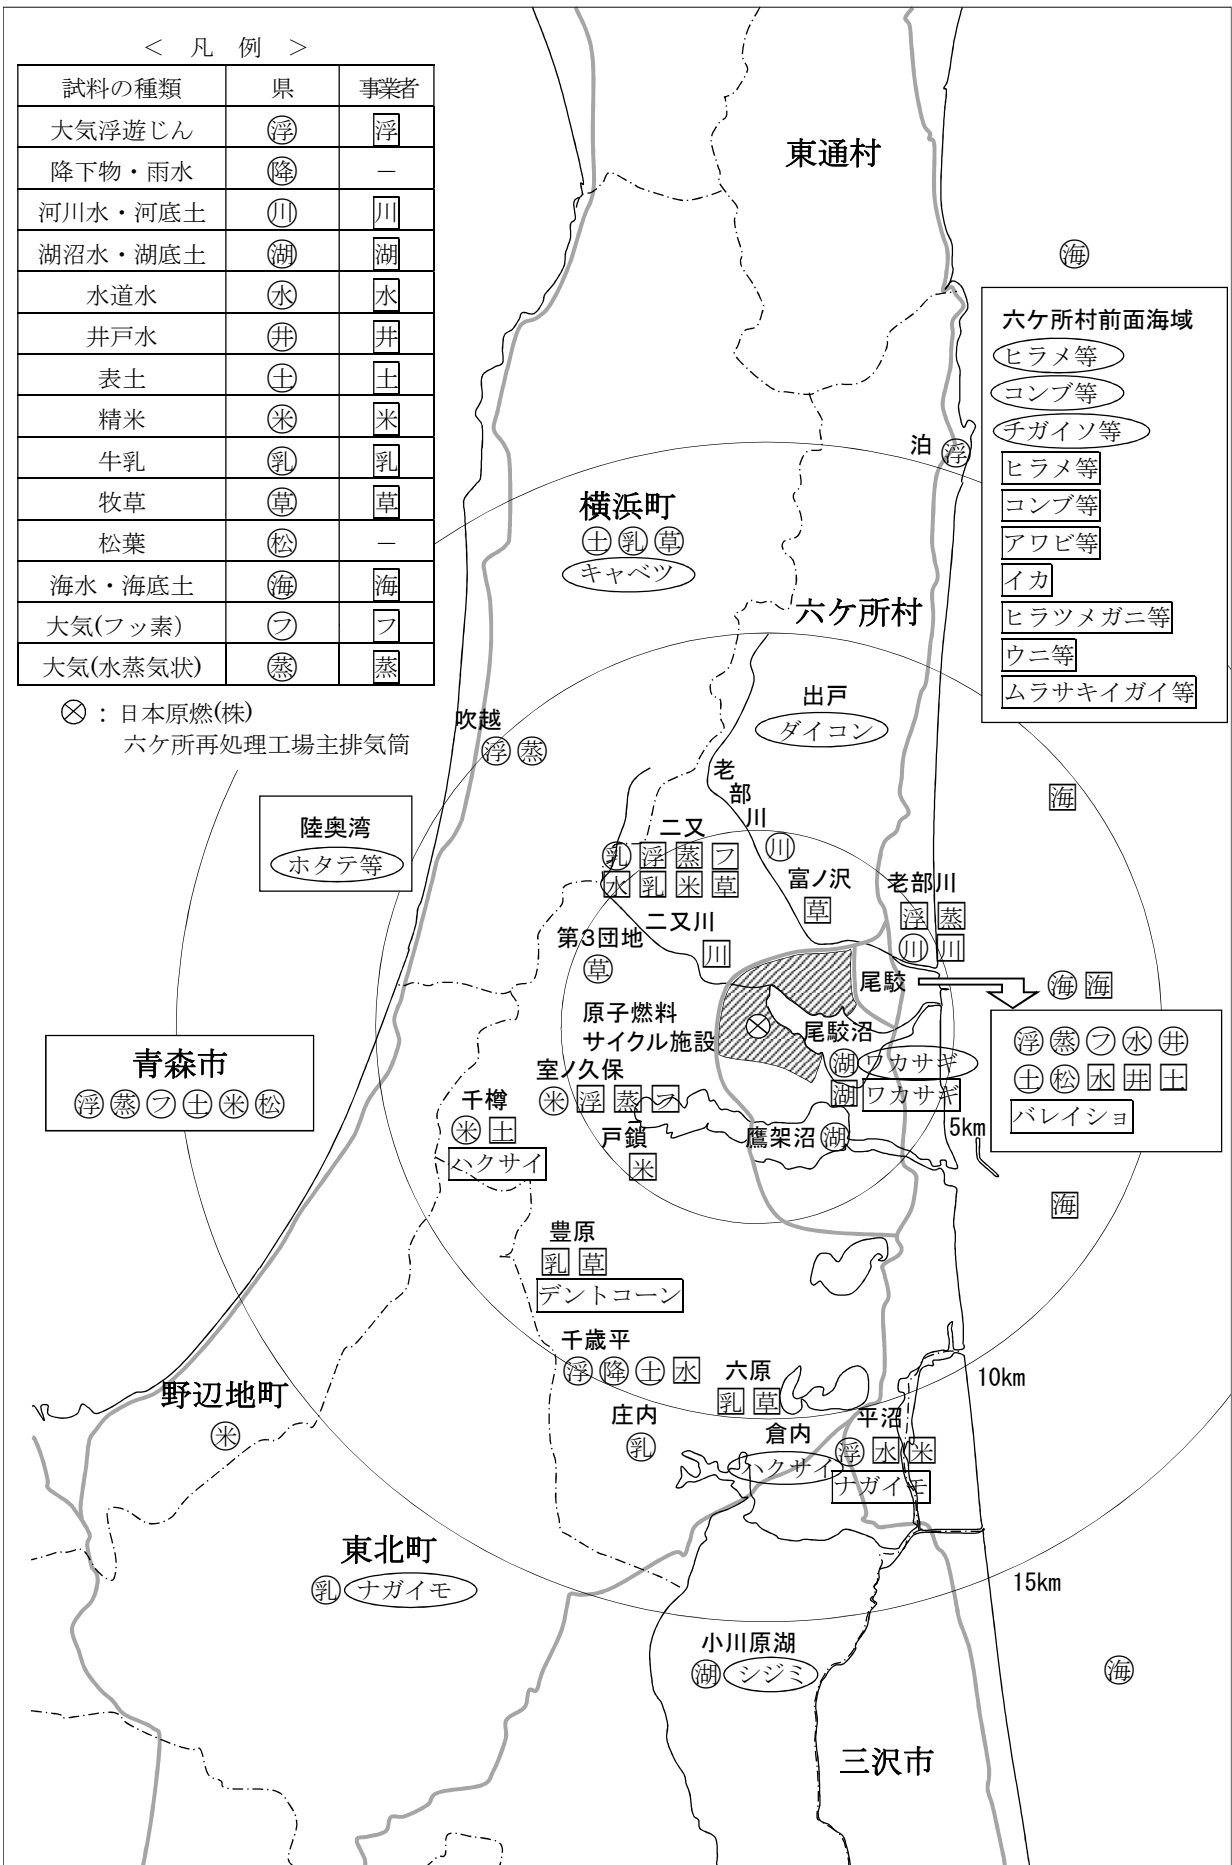 ＜ 凡 例 ＞
試料の種類 県 事業者
大気浮遊じん 浮 浮
降下物・雨水 降 －
河川水・河底土 川 川
湖沼水・湖底土 湖 湖
水道水 水 水
井戸水 井 井
表土 土 土
精米 米 米
牛乳 乳 乳
牧草 草 草
松葉 松 －
海水・海底土 海 海
大気(フッ素) フ フ
大気(水蒸気状) 蒸 蒸
⊗：日本原燃(株)
六ケ所再処理工場主排気筒
東通村
海
六ケ所村前面海域
ヒラメ等
コンブ等
チガイソ等
ヒラメ等
コンブ等
アワビ等
イカ
ヒラツメガニ等
ウニ等
ムラサキイガイ等
泊 浮
横浜町
土 乳 草
キャベツ
六ケ所村
出戸
ダイコン
吹越
浮 蒸
陸奥湾
ホタテ等
老部川
川
海
二又
乳 浮 蒸 フ
水 乳 米 草
富ノ沢
草
老部川
浮 蒸
川 川
二又川
川
第3団地
草
尾駮
海 海
浮 蒸 フ 水 井
土 松 水 井 土
バレイショ
原子燃料
サイクル施設
尾駮沼
湖 ワカサギ
湖 ワカサギ
青森市
浮 蒸 フ 土 米 松
室ノ久保
米 浮 蒸 フ
千樽
米 土
ハクサイ
戸鎖
米
鷹架沼 湖
5km
海
豊原
乳 草
デントコーン
千歳平
浮 降 土 水
六原
乳 草
10km
野辺地町
米
庄内
乳
倉内
ハクサイ
平沼
浮 水 米
ナガイモ
東北町
乳 ナガイモ
15km
小川原湖
湖 シジミ
海
三沢市